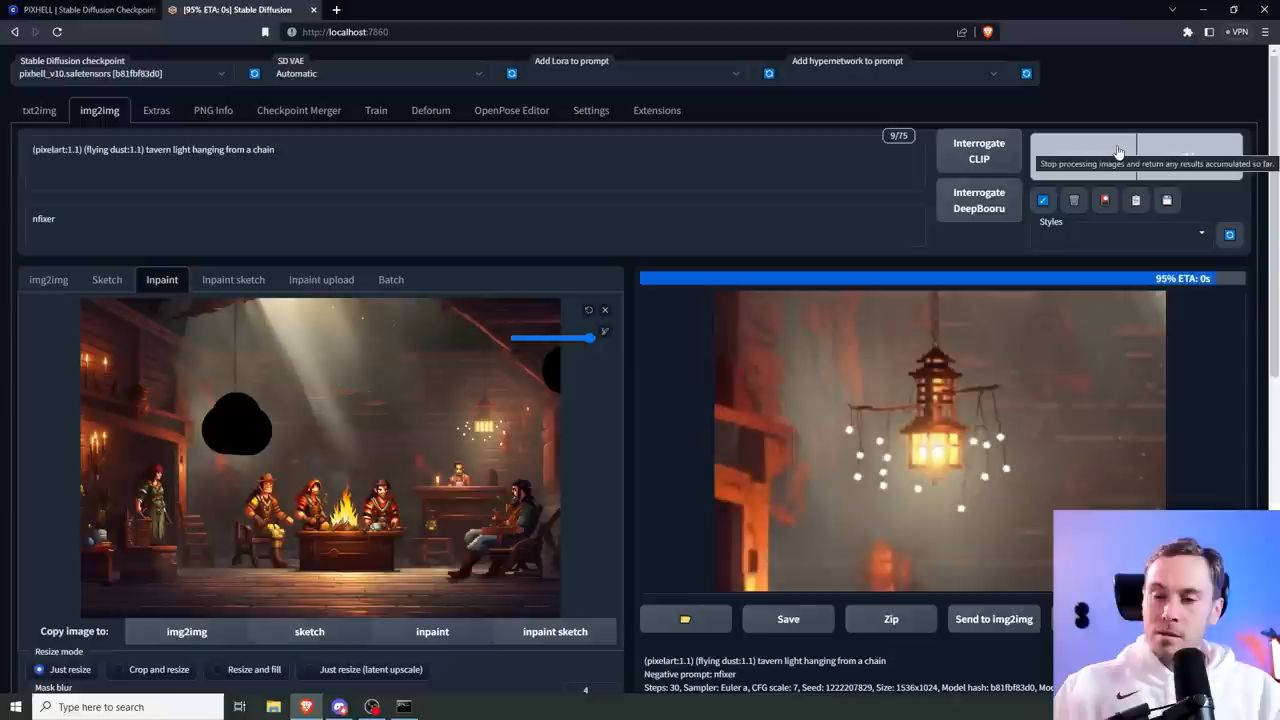 PIXHELL | Stable Diffusion Checkpoint
[95% ETA: 0s] Stable Diffusion
http://localhost:7860
VPN
Stable Diffusion checkpoint
SD VAE
Add Lora to prompt
Add hypernetwork to prompt
pixhell_v10.safetensors [b81fbf83d0]
Automatic
txt2img
img2img
Extras
PNG Info
Checkpoint Merger
Train
Deforum
OpenPose Editor
Settings
Extensions
9/75
(pixelart:1.1) (flying dust:1.1) tavern light hanging from a chain
Interrogate
CLIP
Stop processing images and return any results accumulated so far.
Interrogate
DeepBooru
nfixer
Styles
img2img
Sketch
Inpaint
Inpaint sketch
Inpaint upload
Batch
95% ETA: 0s
Copy image to:
img2img
sketch
inpaint
inpaint sketch
Save
Zip
Send to img2img
Resize mode
Just resize
Crop and resize
Resize and fill
Just resize (latent upscale)
Mask blur
4
(pixelart:1.1) (flying dust:1.1) tavern light hanging from a chain
Negative prompt: nfixer
Steps: 30, Sampler: Euler a, CFG scale: 7, Seed: 1222207829, Size: 1536x1024, Model hash: b81fbf83d0, Mo
Type here to search